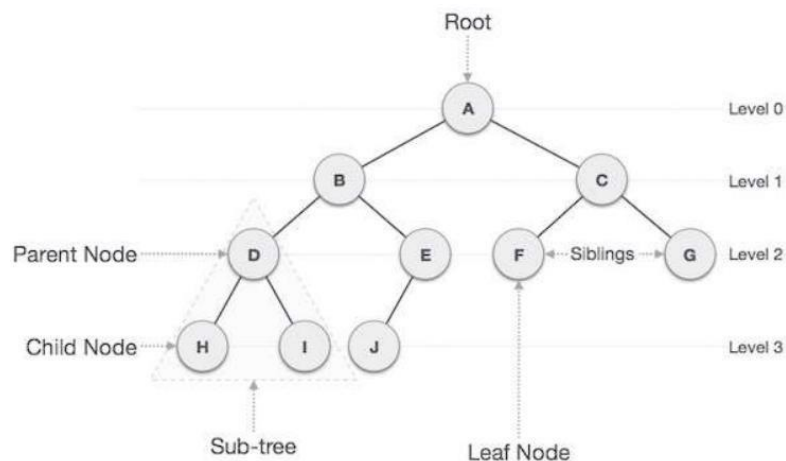 Root
A
Level 0
B
C
Level 1
Parent Node
D
E
F
Siblings
G
Level 2
Child Node
H
I
J
Level 3
Sub-tree
Leaf Node